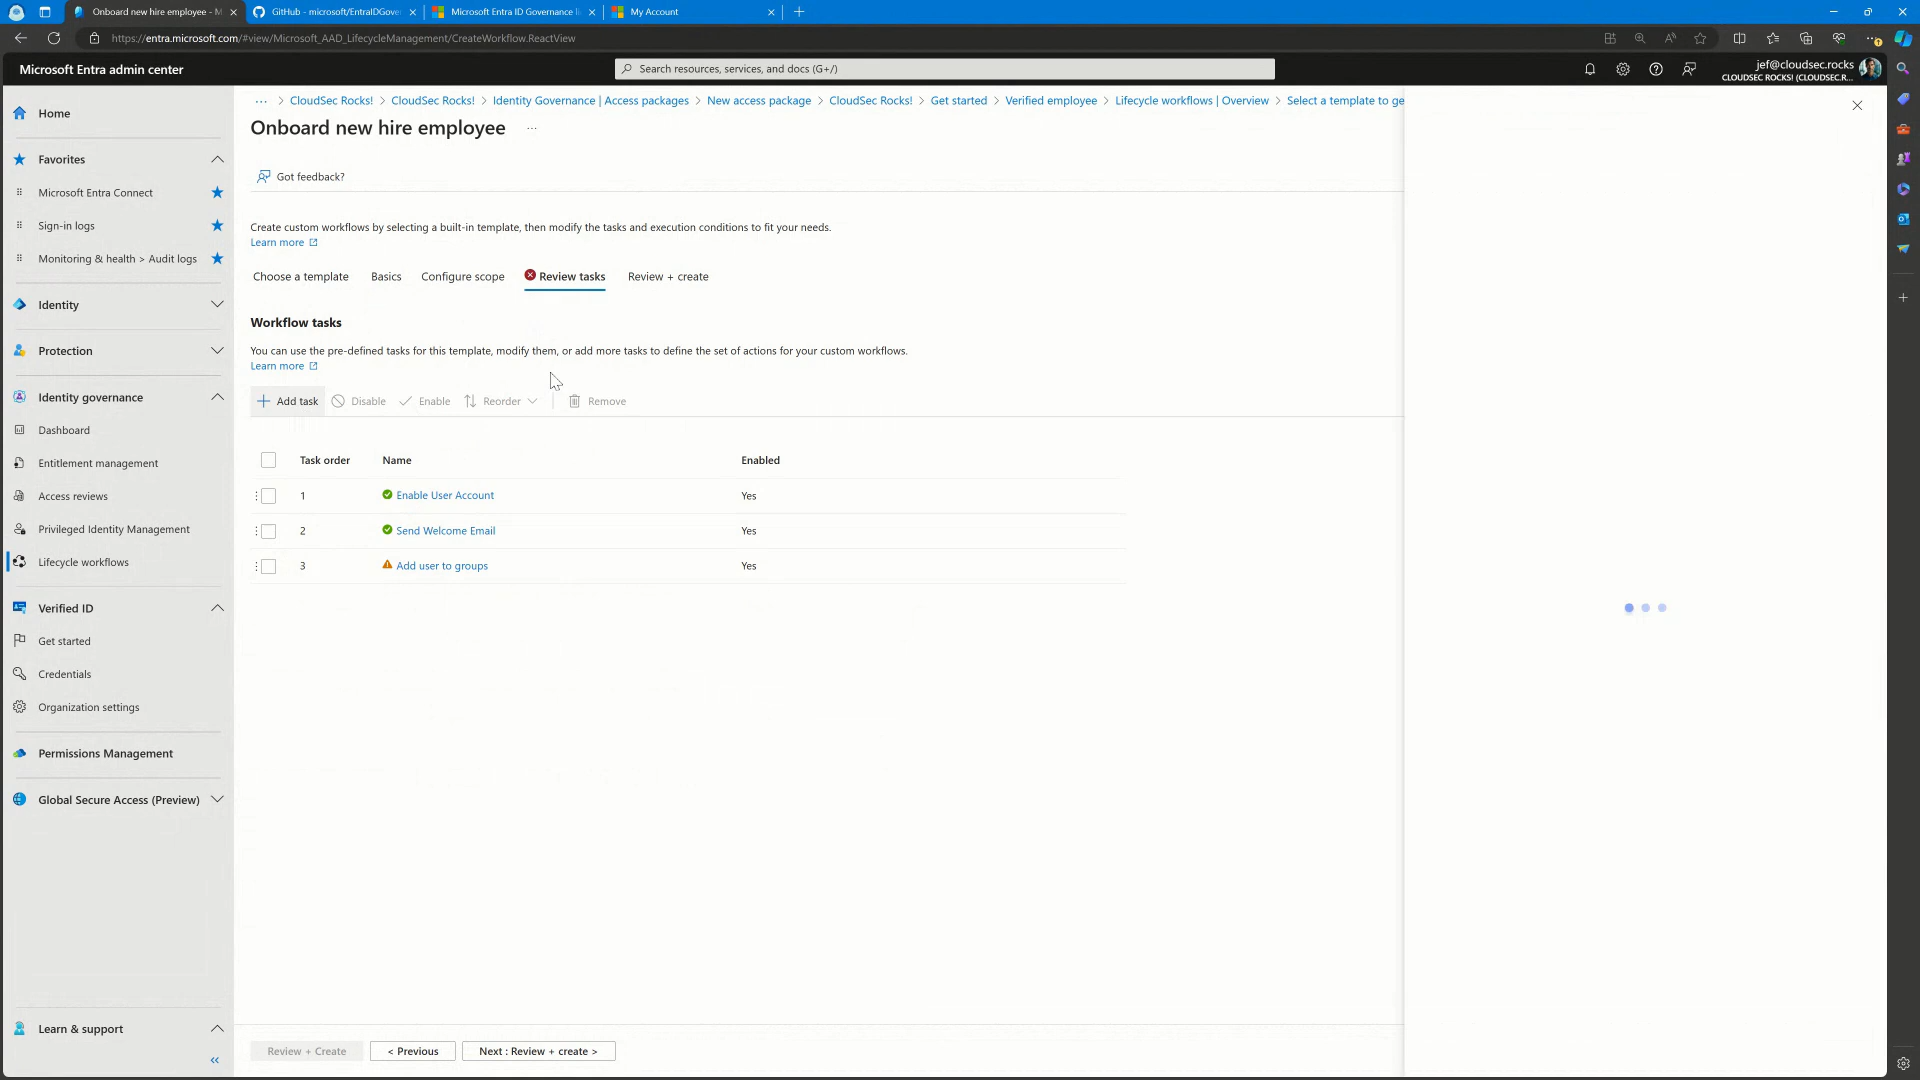 Onboard new hire employee - M
GitHub - microsoft/EntraIDGover
Microsoft Entra ID Governance li
My Account
https://entra.microsoft.com/#view/Microsoft_AAD_LifecycleManagement/CreateWorkflow.ReactView
Microsoft Entra admin center
Search resources, services, and docs (G+/)
jef@cloudsec.rocks
CLOUDSEC ROCKS! (CLOUDSEC.R...
Home
Favorites
Microsoft Entra Connect
Sign-in logs
Monitoring & health > Audit logs
Identity
Protection
Identity governance
Dashboard
Entitlement management
Access reviews
Privileged Identity Management
Lifecycle workflows
Verified ID
Get started
Credentials
Organization settings
Permissions Management
Global Secure Access (Preview)
Learn & support
... > CloudSec Rocks! > CloudSec Rocks! > Identity Governance | Access packages > New access package > CloudSec Rocks! > Get started > Verified employee > Lifecycle workflows | Overview > Select a template to ge
Onboard new hire employee ...
Got feedback?
Create custom workflows by selecting a built-in template, then modify the tasks and execution conditions to fit your needs.
Learn more
Choose a template Basics Configure scope Review tasks Review + create
Workflow tasks
You can use the pre-defined tasks for this template, modify them, or add more tasks to define the set of actions for your custom workflows.
Learn more
Add task Disable Enable Reorder Remove
Task order Name Enabled
1 Enable User Account Yes
2 Send Welcome Email Yes
3 Add user to groups Yes
Review + Create < Previous Next : Review + create >